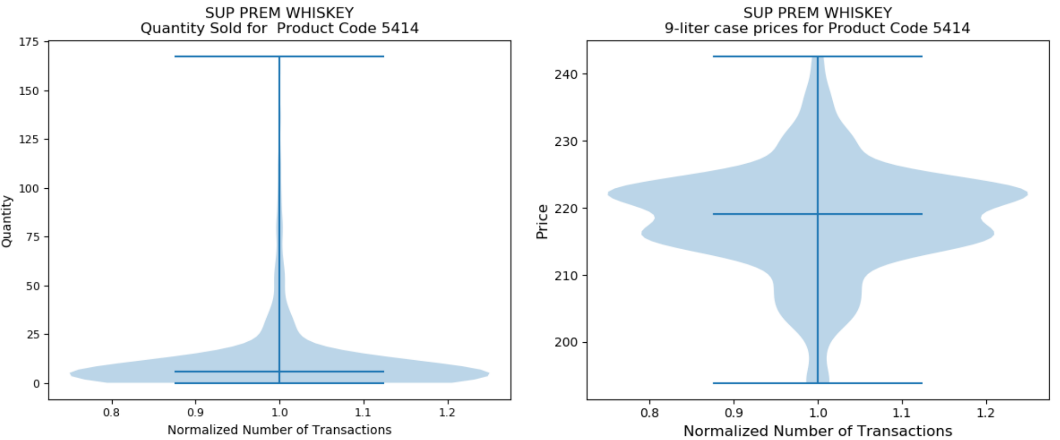 SUP PREM WHISKEY
Quantity Sold for  Product Code 5414
175
150
125
100
75
50
25
0
Quantity
0.8 0.9 1.0 1.1 1.2
Normalized Number of Transactions
SUP PREM WHISKEY
9-liter case prices for Product Code 5414
240
230
220
210
200
Price
0.8 0.9 1.0 1.1 1.2
Normalized Number of Transactions